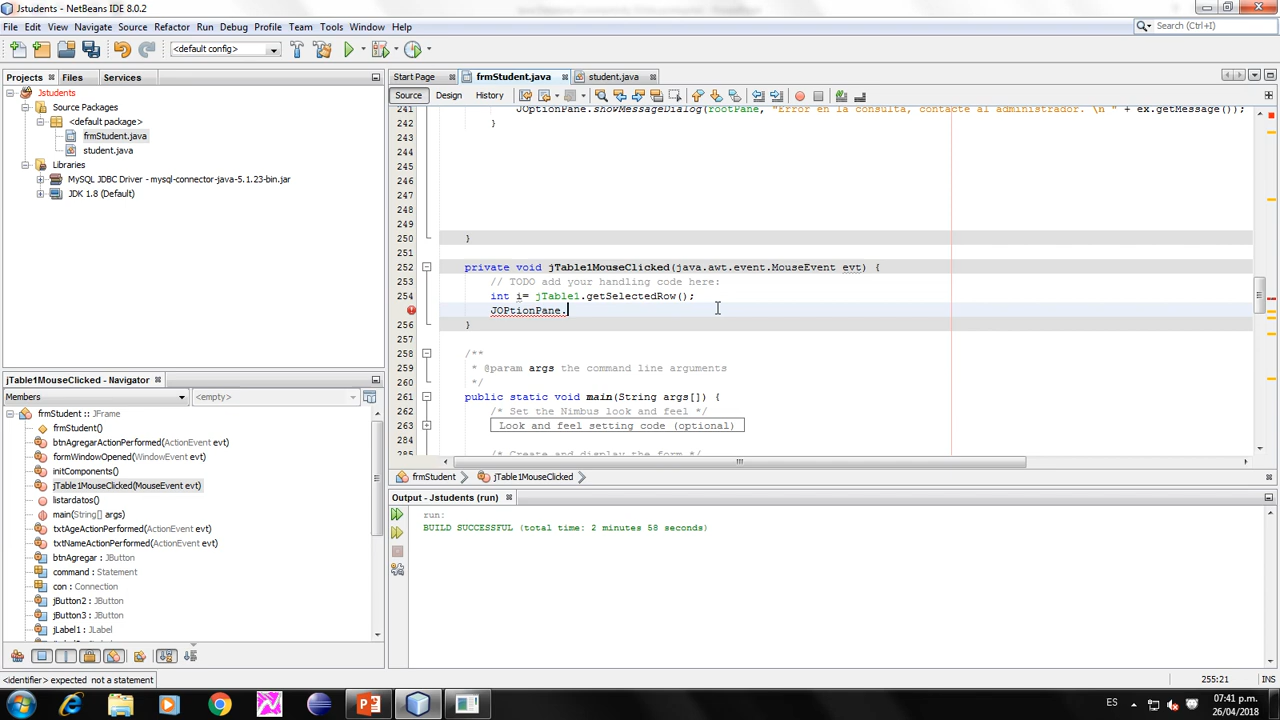 Jstudents - NetBeans IDE 8.0.2
File Edit View Navigate Source Refactor Run Debug Profile Team Tools Window Help
Search (Ctrl+I)
<default config>
Projects Files Services
Start Page frmStudent.java student.java
Source Design History
Jstudents
Source Packages
<default package>
frmStudent.java
student.java
Libraries
MySQL JDBC Driver - mysql-connector-java-5.1.23-bin.jar
JDK 1.8 (Default)
241 JOptionPane.showMessageDialog(rootPane, "Error en la consulta, contacte al administrador. \n " + ex.getMessage());
242 }
243
244
245
246
247
248
249
250 }
251
252 private void jTable1MouseClicked(java.awt.event.MouseEvent evt) {
253 // TODO add your handling code here:
254 int i= jTable1.getSelectedRow();
JOPtionPane.
256 }
257
258 /**
259 * @param args the command line arguments
260 */
261 public static void main(String args[]) {
262 /* Set the Nimbus look and feel */
263 Look and feel setting code (optional)
284
285 /* Create and display the form */
frmStudent jTable1MouseClicked
jTable1MouseClicked - Navigator
Members <empty>
frmStudent :: JFrame
frmStudent()
btnAgregarActionPerformed(ActionEvent evt)
formWindowOpened(WindowEvent evt)
initComponents()
jTable1MouseClicked(MouseEvent evt)
listardatos()
main(String[] args)
txtAgeActionPerformed(ActionEvent evt)
txtNameActionPerformed(ActionEvent evt)
btnAgregar : JButton
command : Statement
con : Connection
jButton2 : JButton
jButton3 : JButton
jLabel1 : JLabel
Output - Jstudents (run)
run:
BUILD SUCCESSFUL (total time: 2 minutes 58 seconds)
<identifier> expected not a statement
255:21 INS
ES
07:41 p.m.
26/04/2018